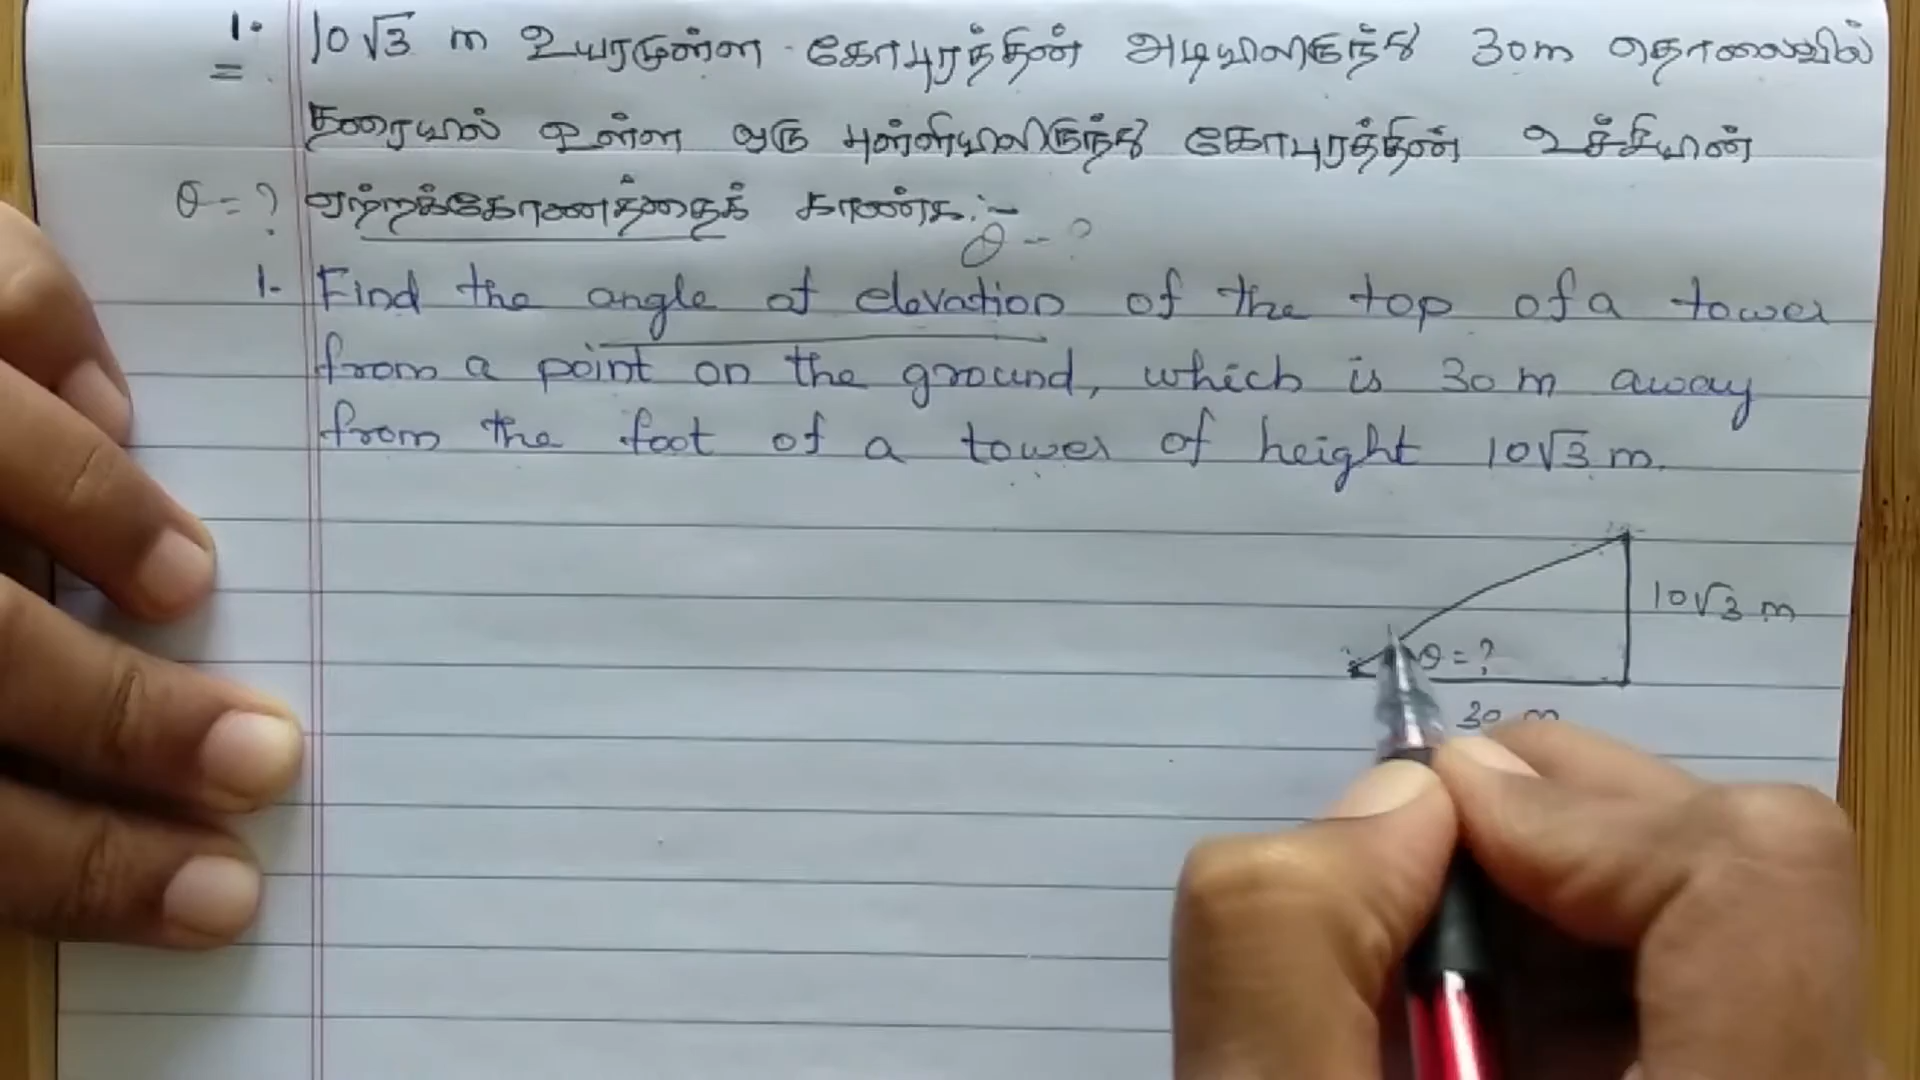 1. 10√3 m உயரமுள்ள கோபுரத்தின் அடியிலிருந்து 30m தொலைவில்
தரையில் உள்ள ஒரு புள்ளியிலிருந்து கோபுரத்தின் உச்சியின்
θ = ? ஏற்றக்கோணத்தைக் காண்க:-
θ = ?
1. Find the angle of elevation of the top of a tower
from a point on the ground, which is 30 m away
from the foot of a tower of height 10√3 m.
10√3 m
θ = ?
30 m